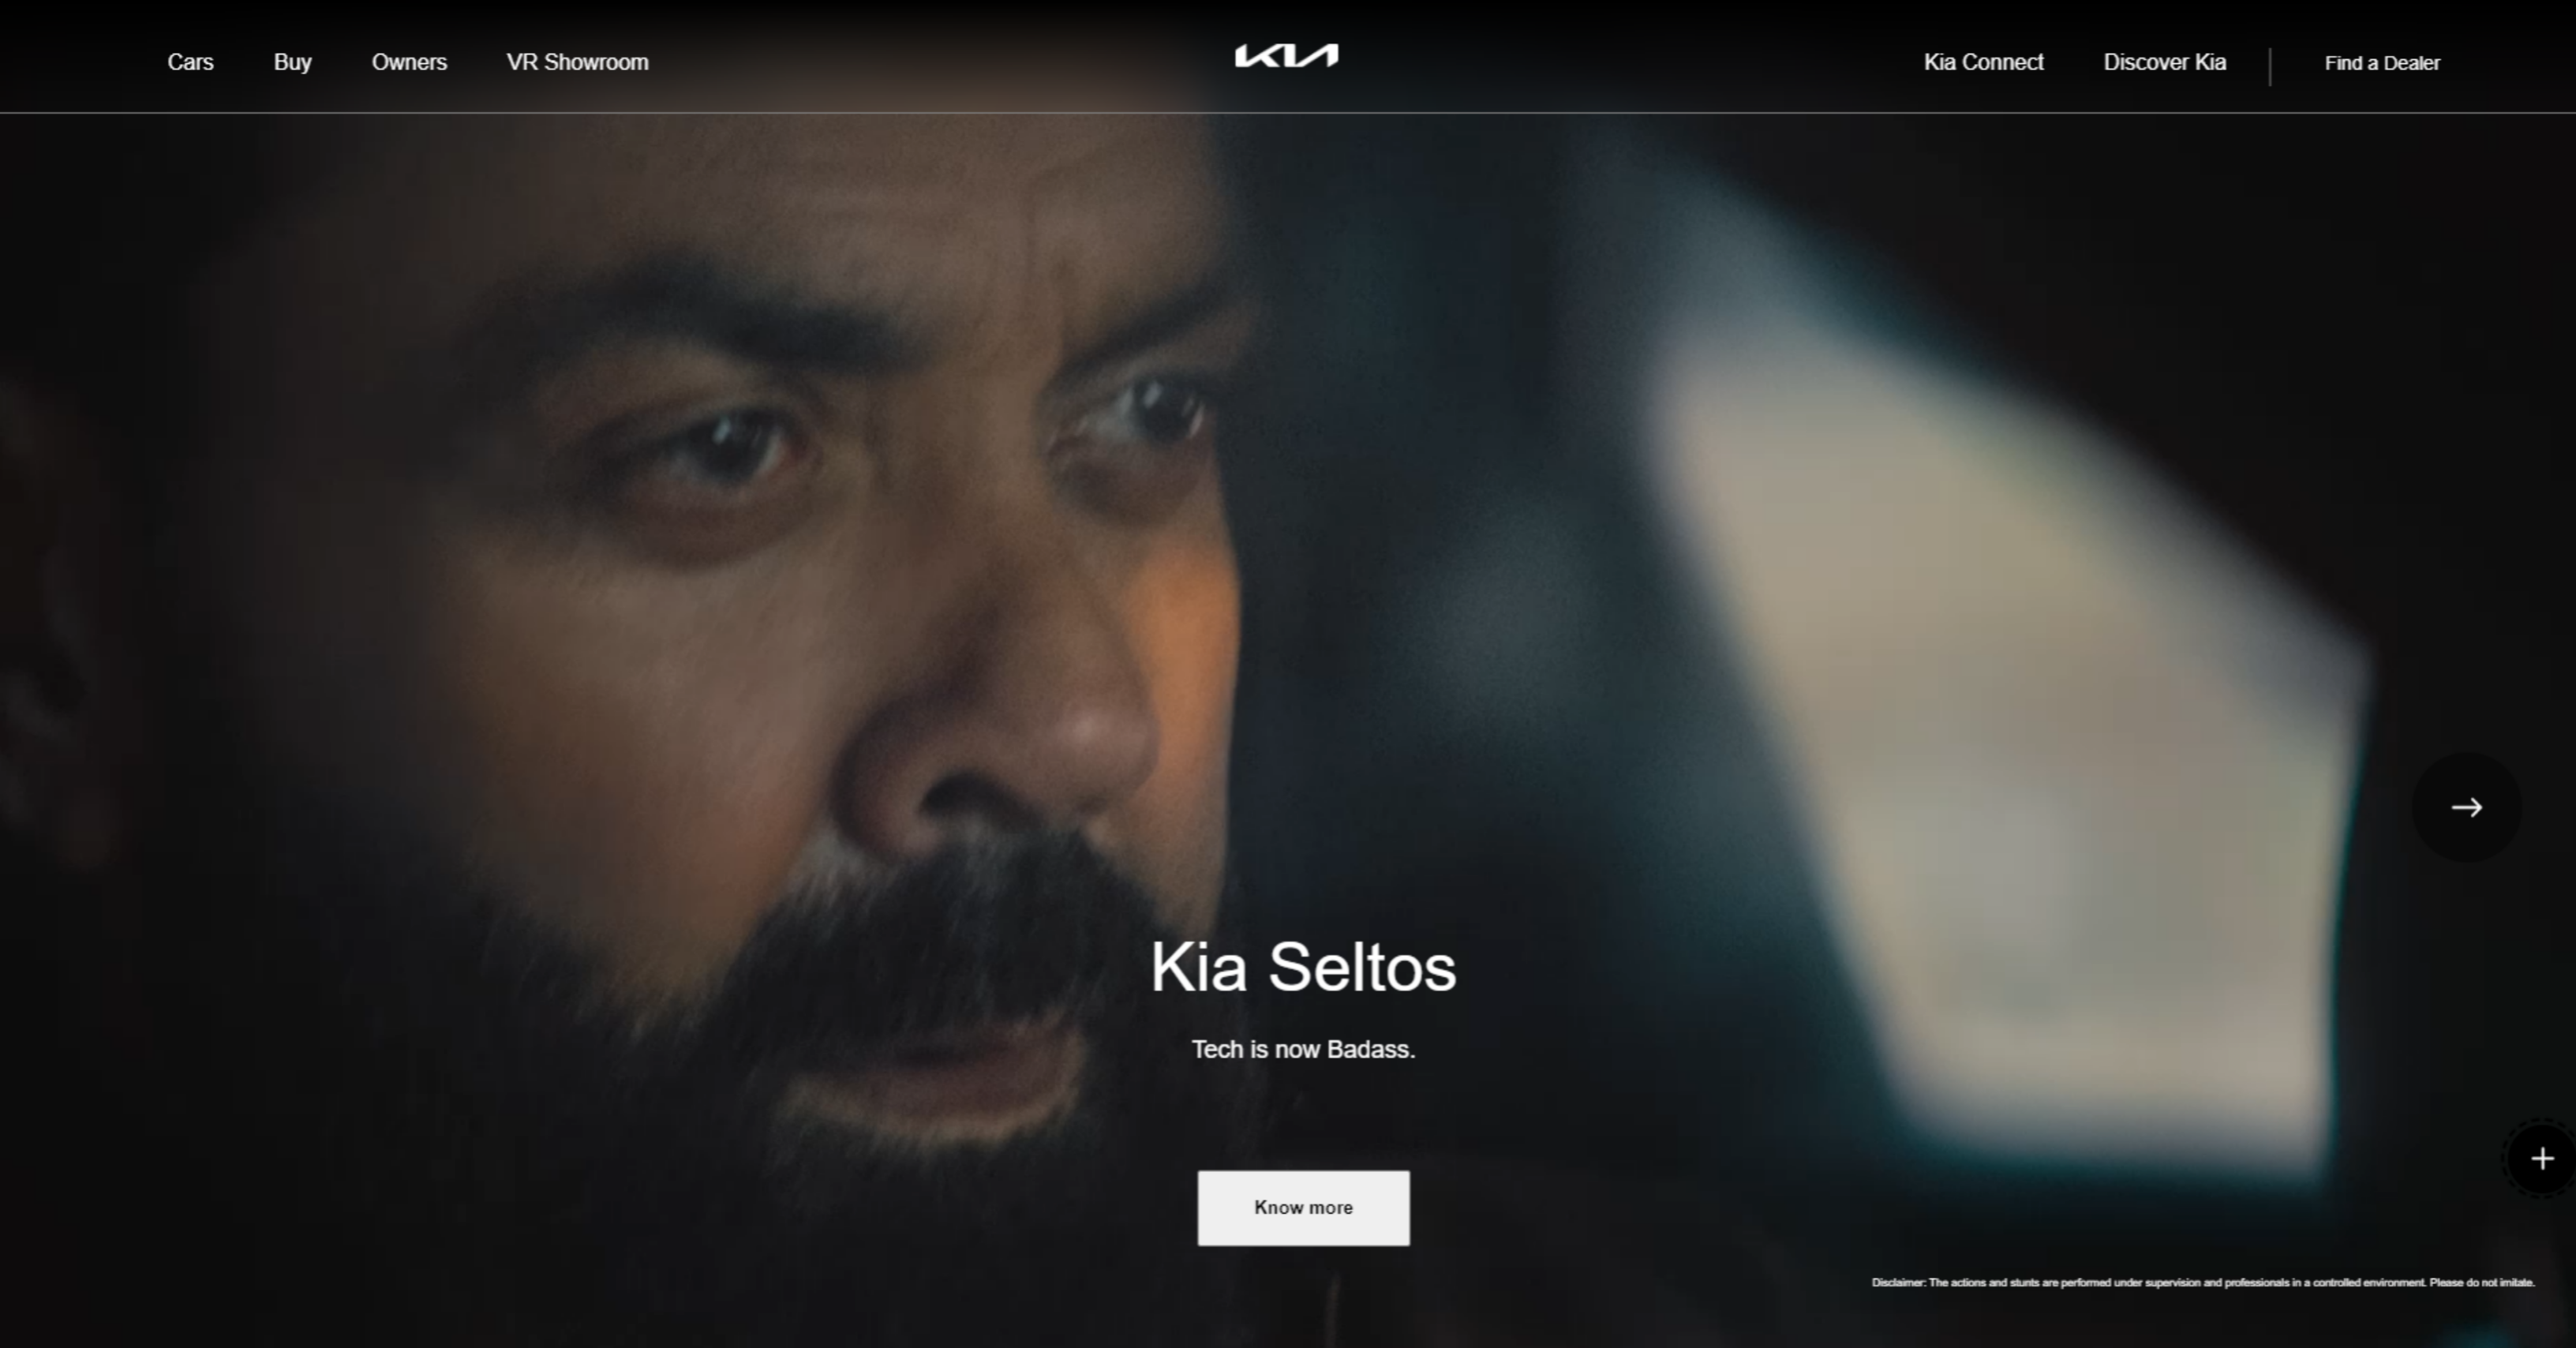 Cars Buy Owners VR Showroom KIA Kia Connect Discover Kia Find a Dealer
Kia Seltos
Tech is now Badass.
Know more
Disclaimer: The actions and stunts are performed under supervision and professionals in a controlled environment. Please do not imitate.